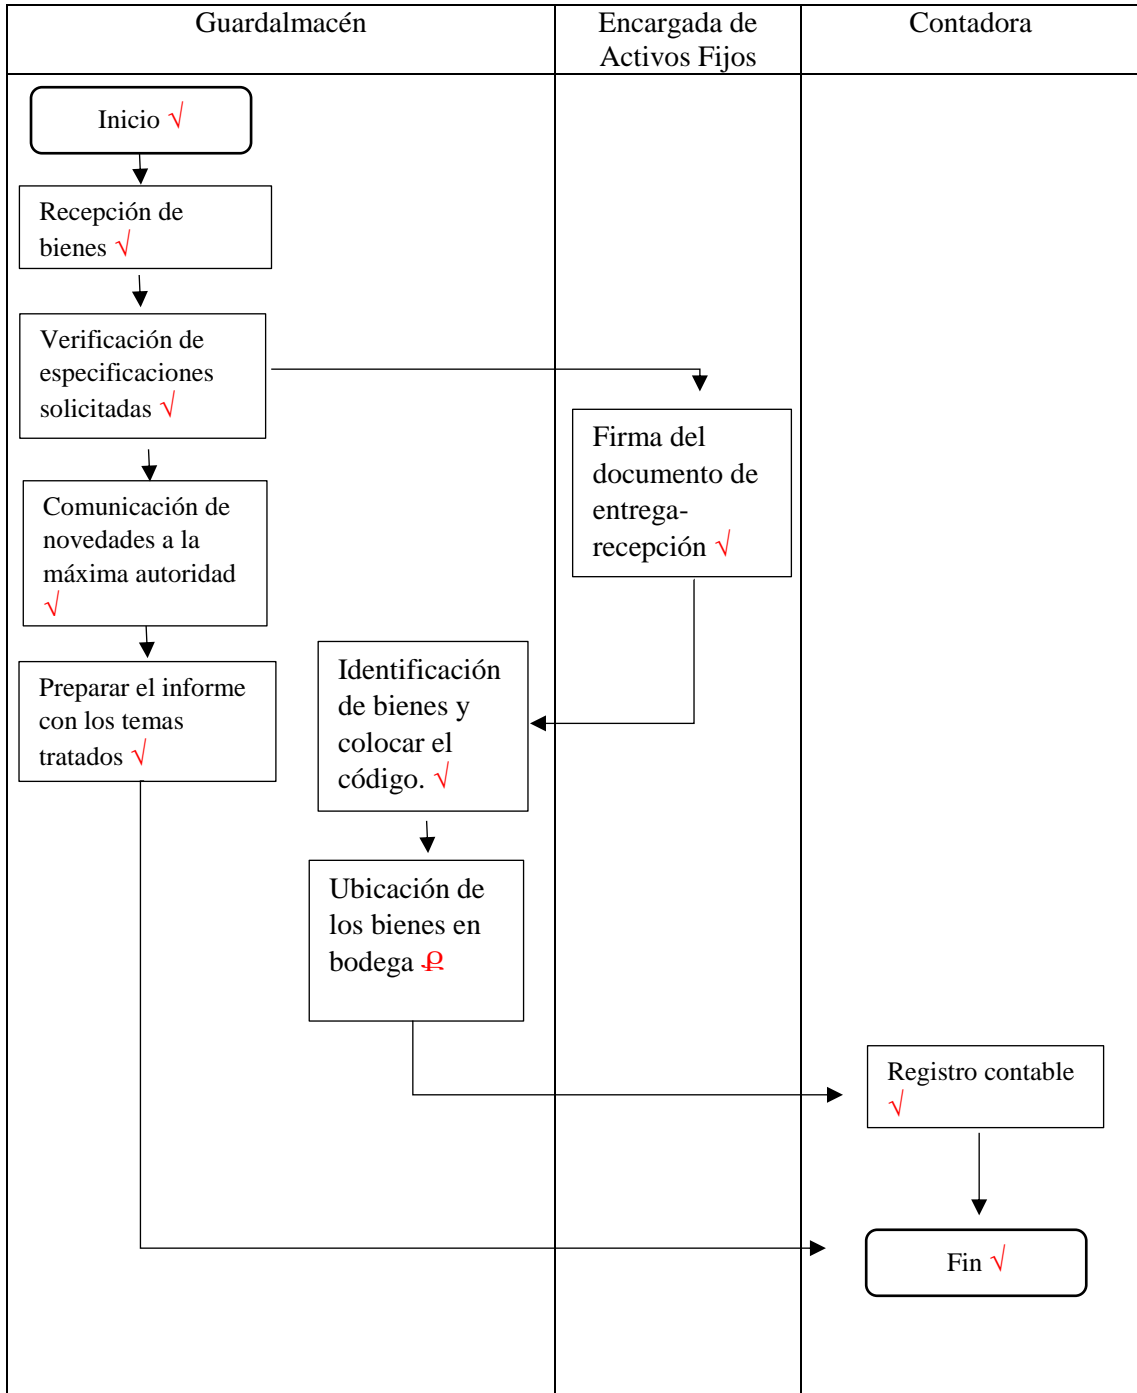 Guardalmacén
Encargada de
Activos Fijos
Contadora
Inicio √
Recepción de
bienes √
Verificación de
especificaciones
solicitadas √
Comunicación de
novedades a la
máxima autoridad
√
Preparar el informe
con los temas
tratados √
Firma del
documento de
entrega-
recepción √
Identificación
de bienes y
colocar el
código. √
Ubicación de
los bienes en
bodega
Registro contable
√
Fin √